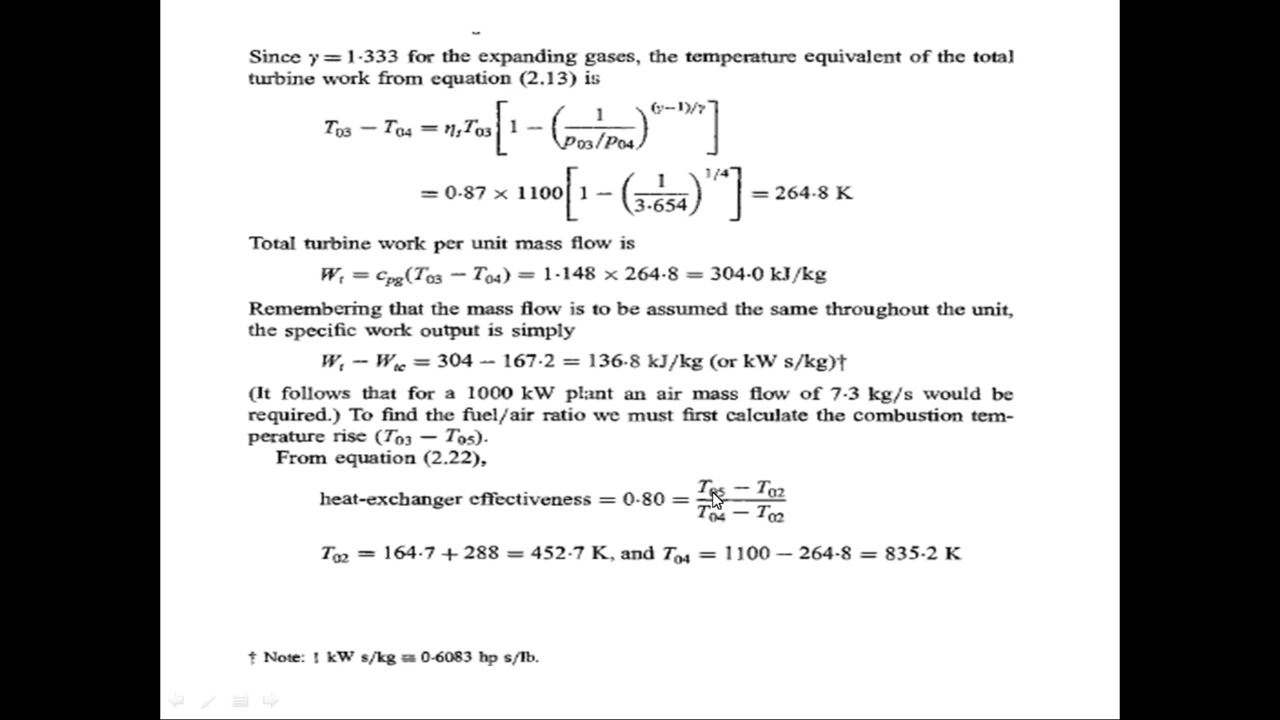 Since γ = 1·333 for the expanding gases, the temperature equivalent of the total
turbine work from equation (2.13) is
T₀₃ − T₀₄ = ηₜT₀₃[1 − (1/(p₀₃/p₀₄))^((γ−1)/γ)]
= 0·87 × 1100[1 − (1/3·654)^(1/4)] = 264·8 K
Total turbine work per unit mass flow is
Wₜ = c_pg(T₀₃ − T₀₄) = 1·148 × 264·8 = 304·0 kJ/kg
Remembering that the mass flow is to be assumed the same throughout the unit,
the specific work output is simply
Wₜ − W_tc = 304 − 167·2 = 136·8 kJ/kg (or kW s/kg)†
(It follows that for a 1000 kW plant an air mass flow of 7·3 kg/s would be
required.) To find the fuel/air ratio we must first calculate the combustion tem-
perature rise (T₀₃ − T₀₅).
From equation (2.22),
heat-exchanger effectiveness = 0·80 = (T₀₅ − T₀₂)/(T₀₄ − T₀₂)
T₀₂ = 164·7 + 288 = 452·7 K, and T₀₄ = 1100 − 264·8 = 835·2 K
† Note: 1 kW s/kg ≡ 0·6083 hp s/lb.